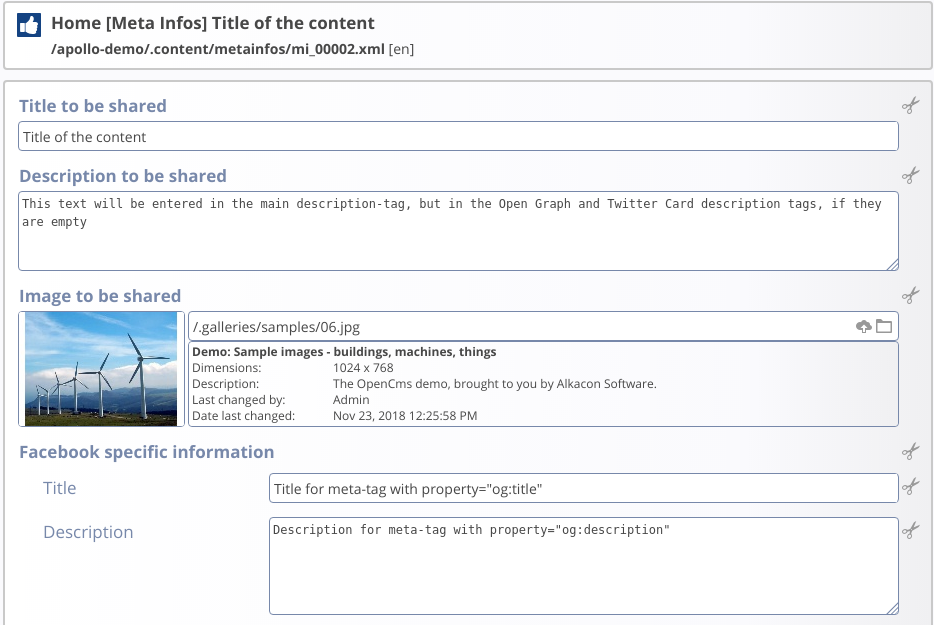 Home [Meta Infos] Title of the content
/apollo-demo/.content/metainfos/mi_00002.xml [en]
Title to be shared
Title of the content
Description to be shared
This text will be entered in the main description-tag, but in the Open Graph and Twitter Card description tags, if they
are empty
Image to be shared
/.galleries/samples/06.jpg
Demo: Sample images - buildings, machines, things
Dimensions: 1024 x 768
Description: The OpenCms demo, brought to you by Alkacon Software.
Last changed by: Admin
Date last changed: Nov 23, 2018 12:25:58 PM
Facebook specific information
Title
Title for meta-tag with property="og:title"
Description
Description for meta-tag with property="og:description"